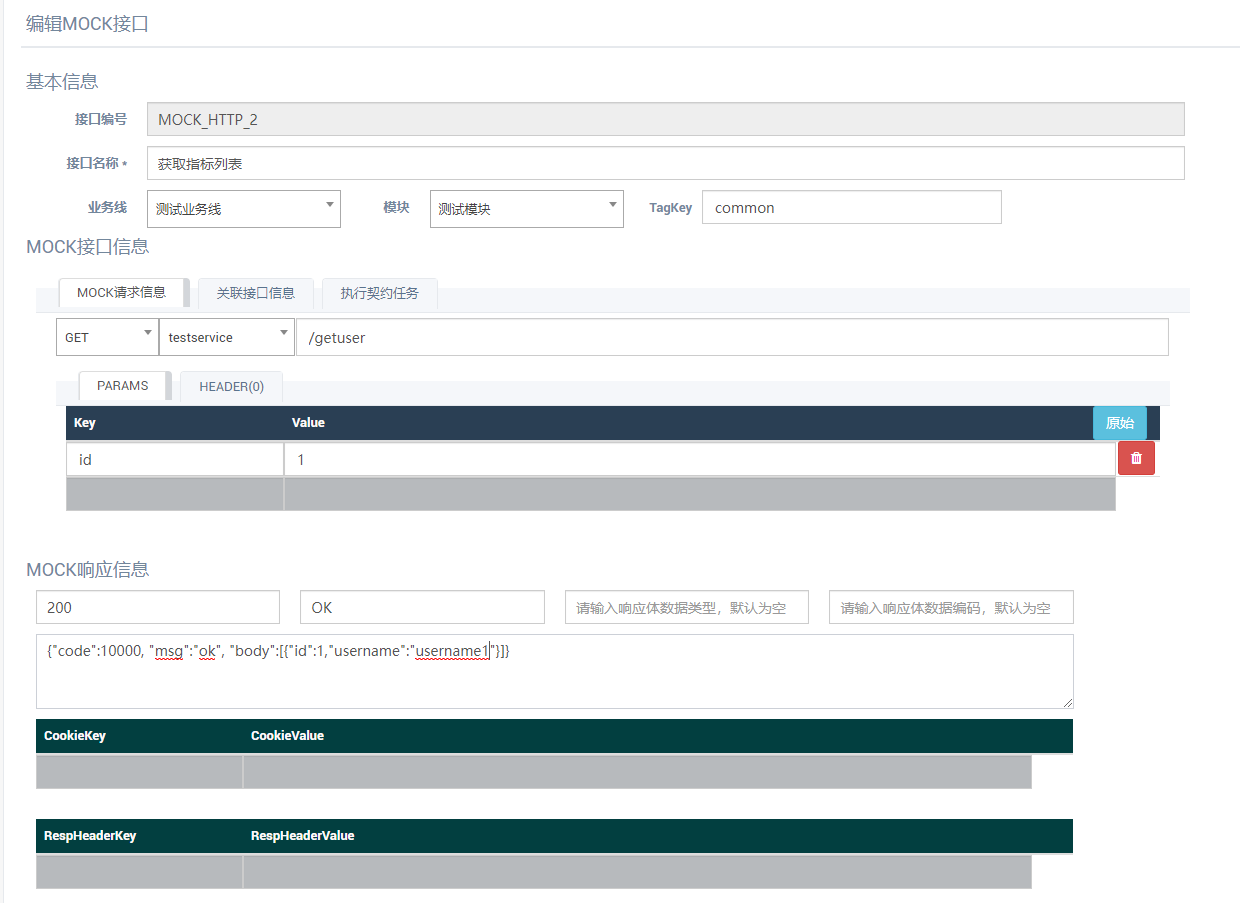 编辑MOCK接口
基本信息
接口编号 MOCK_HTTP_2
接口名称 * 获取指标列表
业务线 测试业务线 模块 测试模块 TagKey common
MOCK接口信息
MOCK请求信息 关联接口信息 执行契约任务
GET testservice /getuser
PARAMS HEADER(0)
Key Value 原始
id 1
MOCK响应信息
200 OK 请输入响应体数据类型，默认为空 请输入响应体数据编码，默认为空
{"code":10000, "msg":"ok", "body":[{"id":1,"username":"username1"}]}
CookieKey CookieValue
RespHeaderKey RespHeaderValue